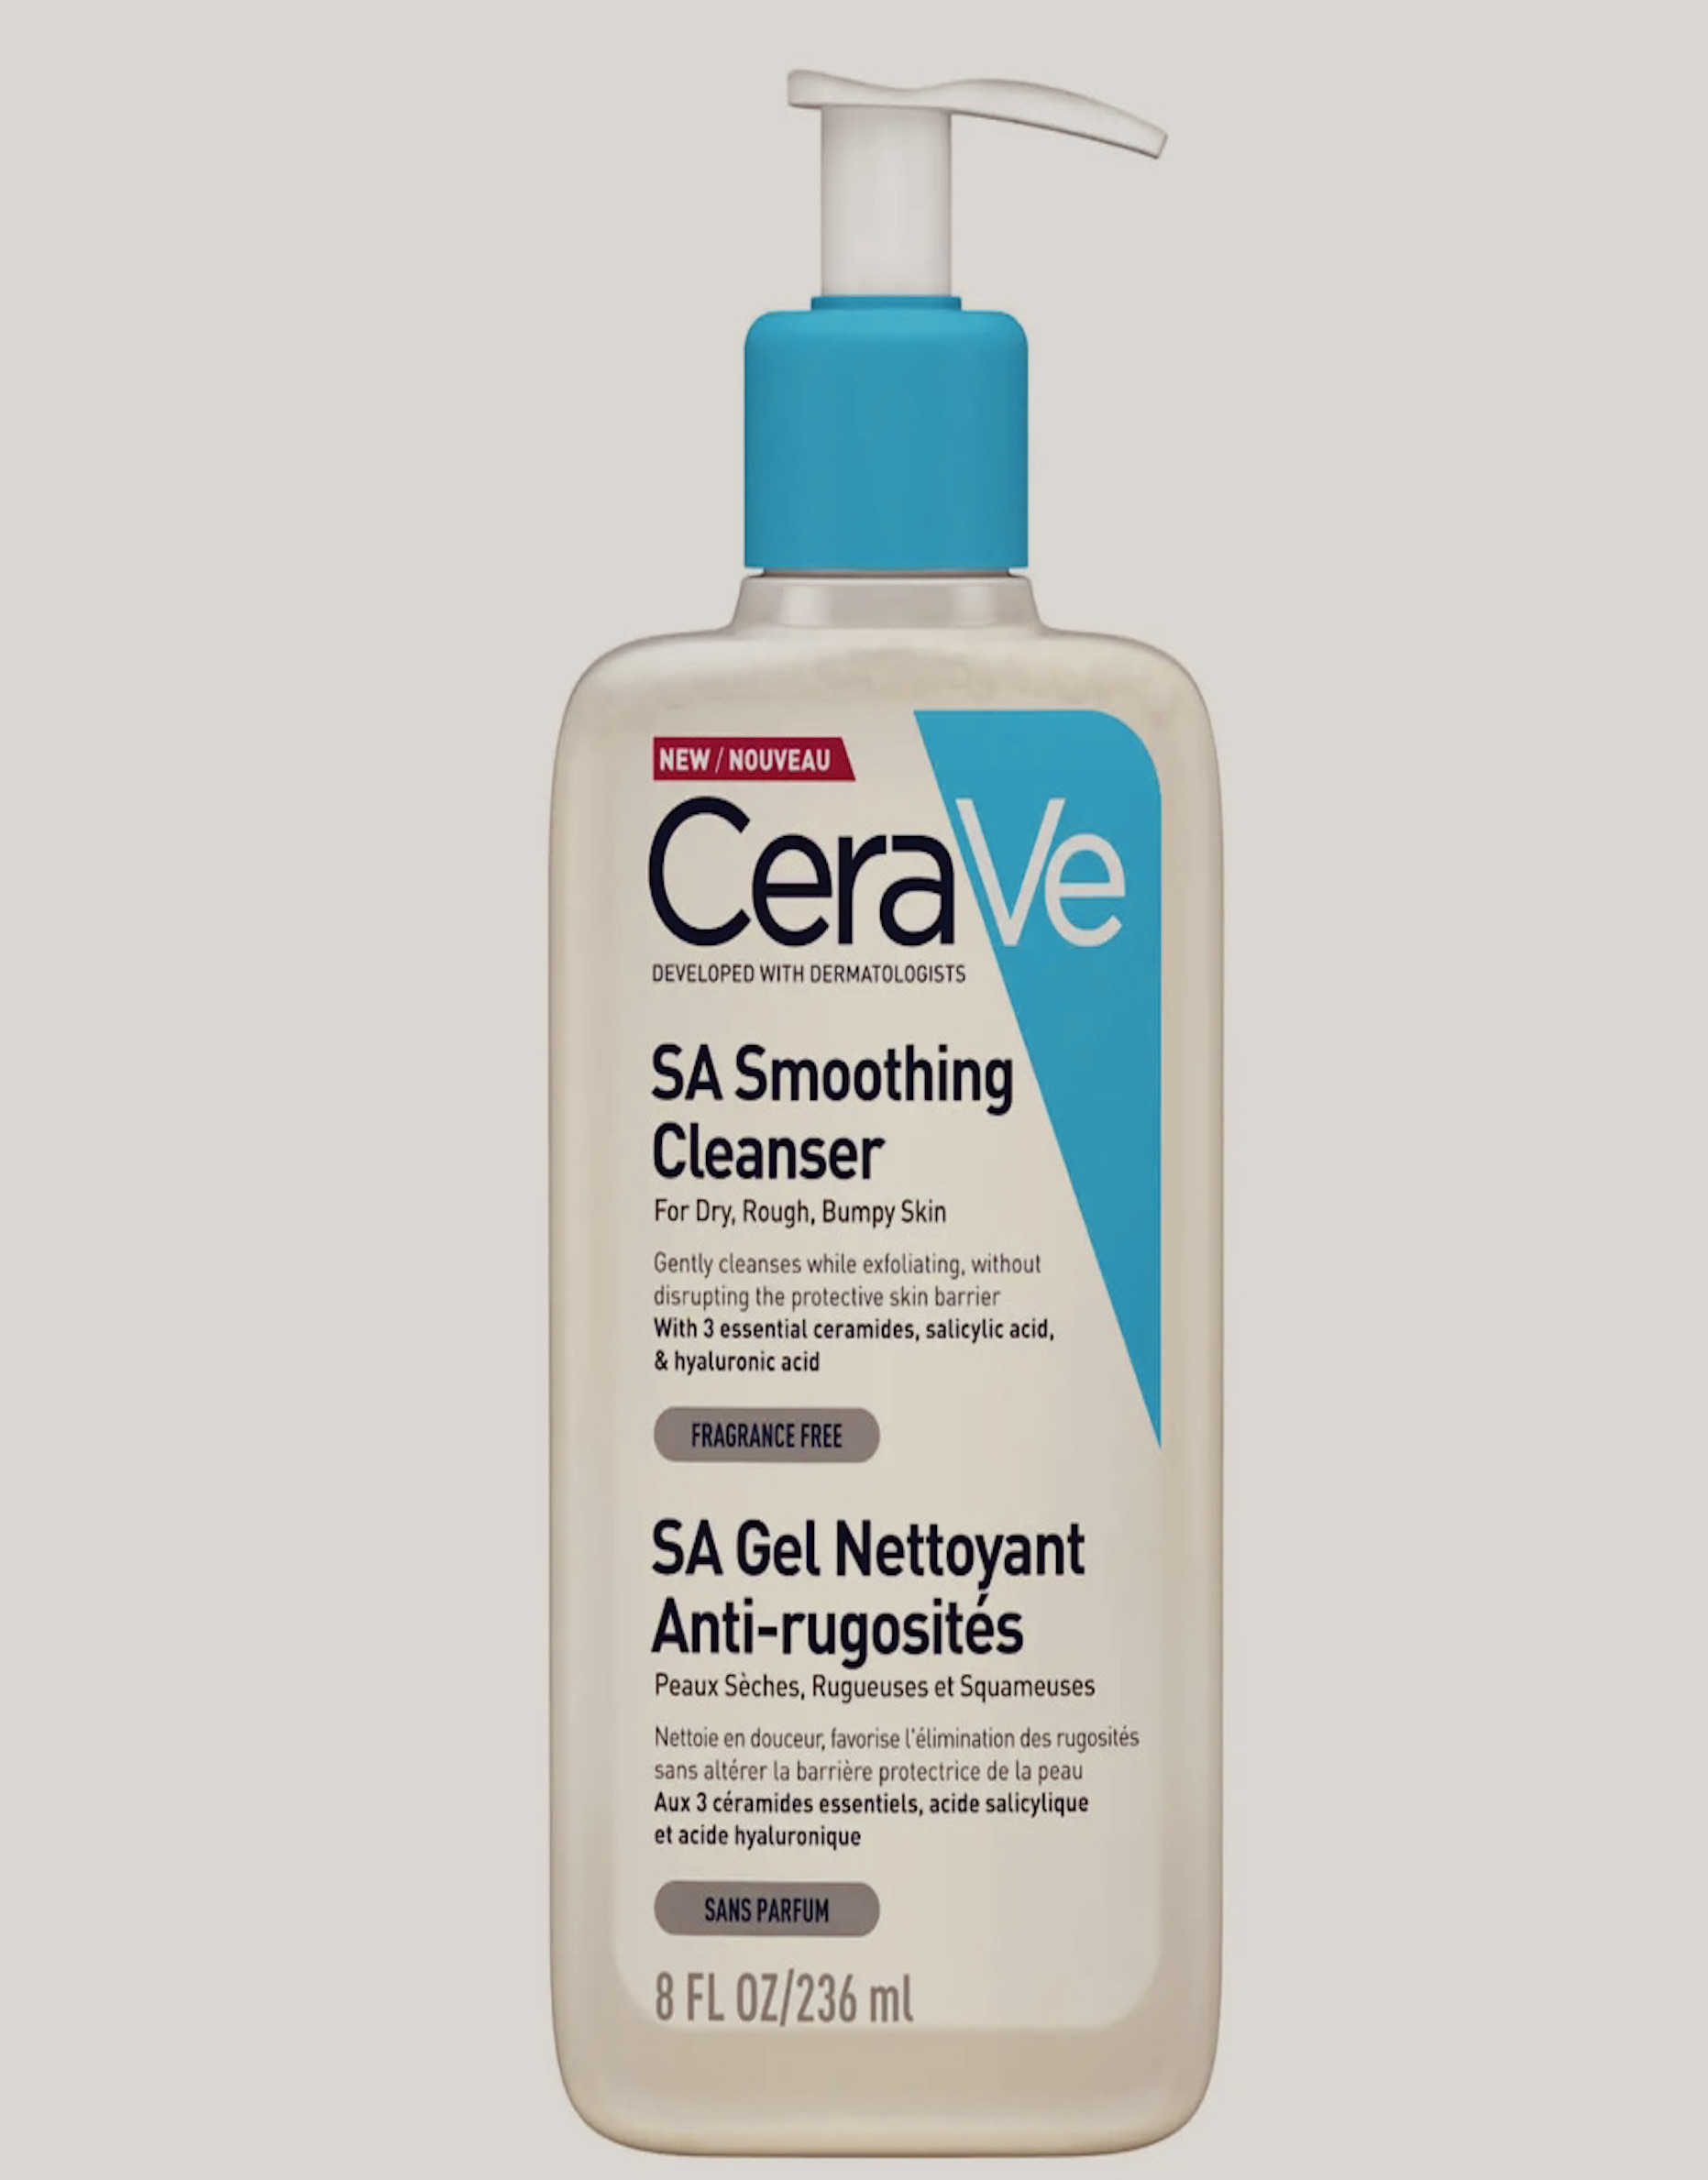 NEW / NOUVEAU
CeraVe
DEVELOPED WITH DERMATOLOGISTS
SA Smoothing
Cleanser
For Dry, Rough, Bumpy Skin
Gently cleanses while exfoliating, without
disrupting the protective skin barrier
With 3 essential ceramides, salicylic acid,
& hyaluronic acid
FRAGRANCE FREE
SA Gel Nettoyant
Anti-rugosités
Peaux Sèches, Rugueuses et Squameuses
Nettoie en douceur, favorise l'élimination des rugosités
sans altérer la barrière protectrice de la peau
Aux 3 céramides essentiels, acide salicylique
et acide hyaluronique
SANS PARFUM
8 FL OZ/236 ml